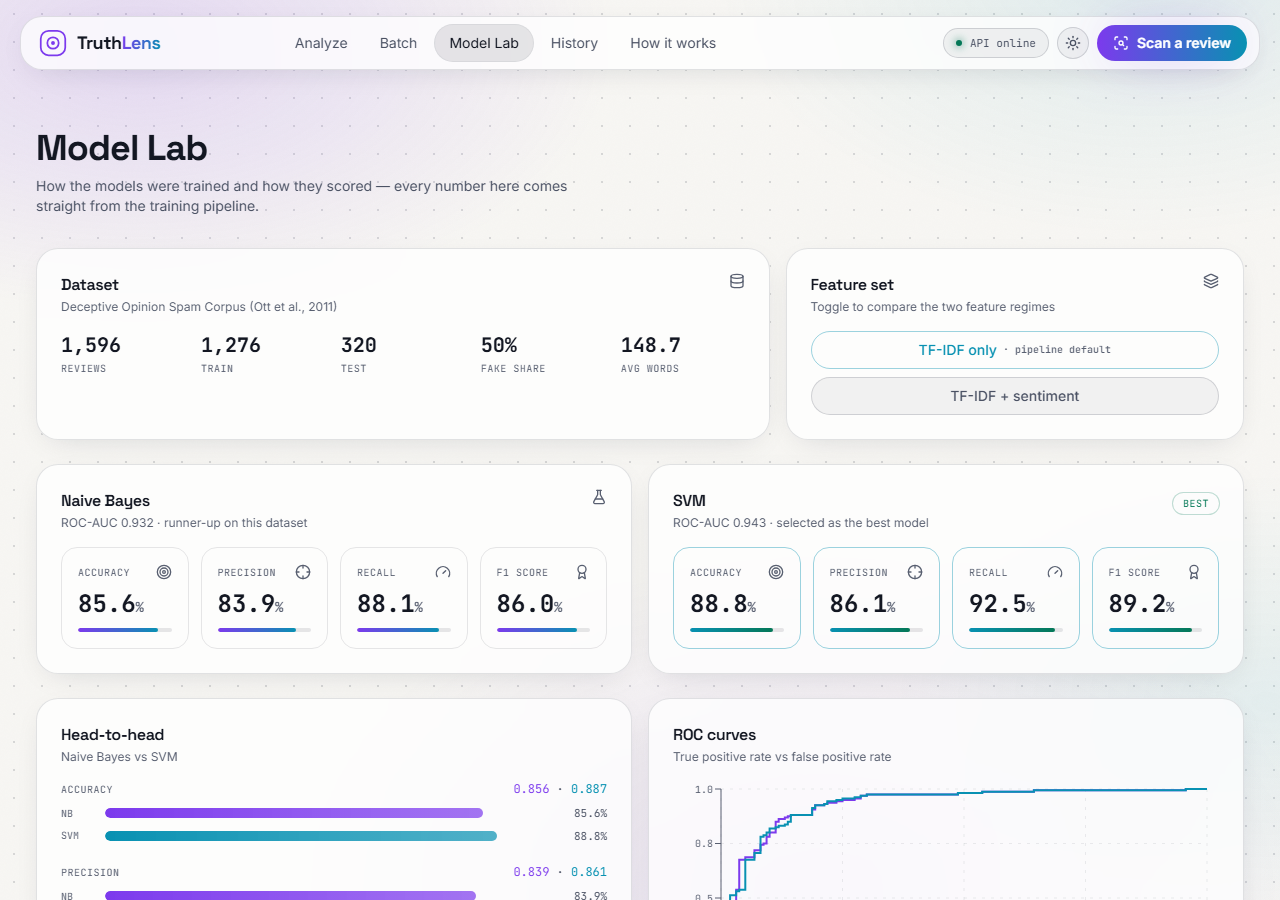 TruthLens
Analyze
Batch
Model Lab
History
How it works
API online
Scan a review
Model Lab
How the models were trained and how they scored — every number here comes
straight from the training pipeline.
Dataset
Deceptive Opinion Spam Corpus (Ott et al., 2011)
1,596
1,276
320
50%
148.7
REVIEWS
TRAIN
TEST
FAKE SHARE
AVG WORDS
Feature set
Toggle to compare the two feature regimes
TF-IDF only · pipeline default
TF-IDF + sentiment
Naive Bayes
ROC-AUC 0.932 · runner-up on this dataset
ACCURACY
85.6%
PRECISION
83.9%
RECALL
88.1%
F1 SCORE
86.0%
SVM
BEST
ROC-AUC 0.943 · selected as the best model
ACCURACY
88.8%
PRECISION
86.1%
RECALL
92.5%
F1 SCORE
89.2%
Head-to-head
Naive Bayes vs SVM
ACCURACY
0.856 · 0.887
NB
85.6%
SVM
88.8%
PRECISION
0.839 · 0.861
NB
83.9%
ROC curves
True positive rate vs false positive rate
1.0
0.8
0.5